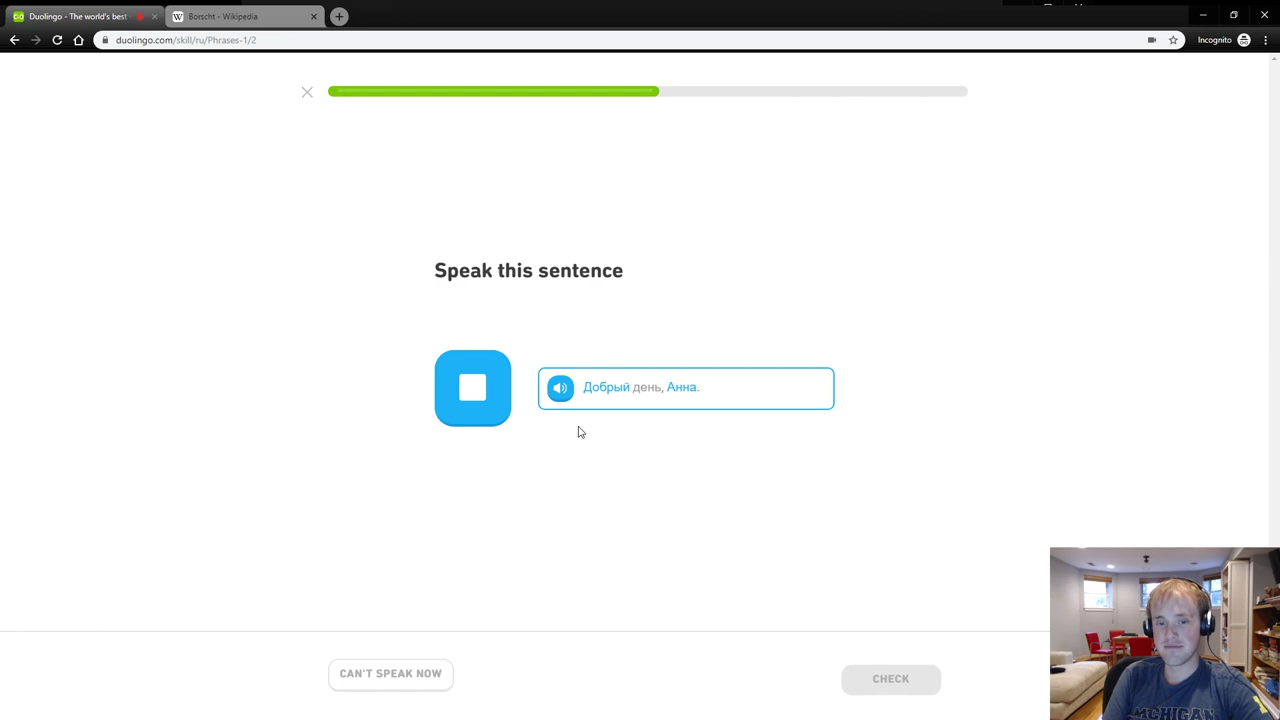 Duolingo - The world's best
Borscht - Wikipedia
duolingo.com/skill/ru/Phrases-1/2
Incognito
Speak this sentence
Добрый день, Анна.
CAN'T SPEAK NOW
CHECK
MICHIGAN